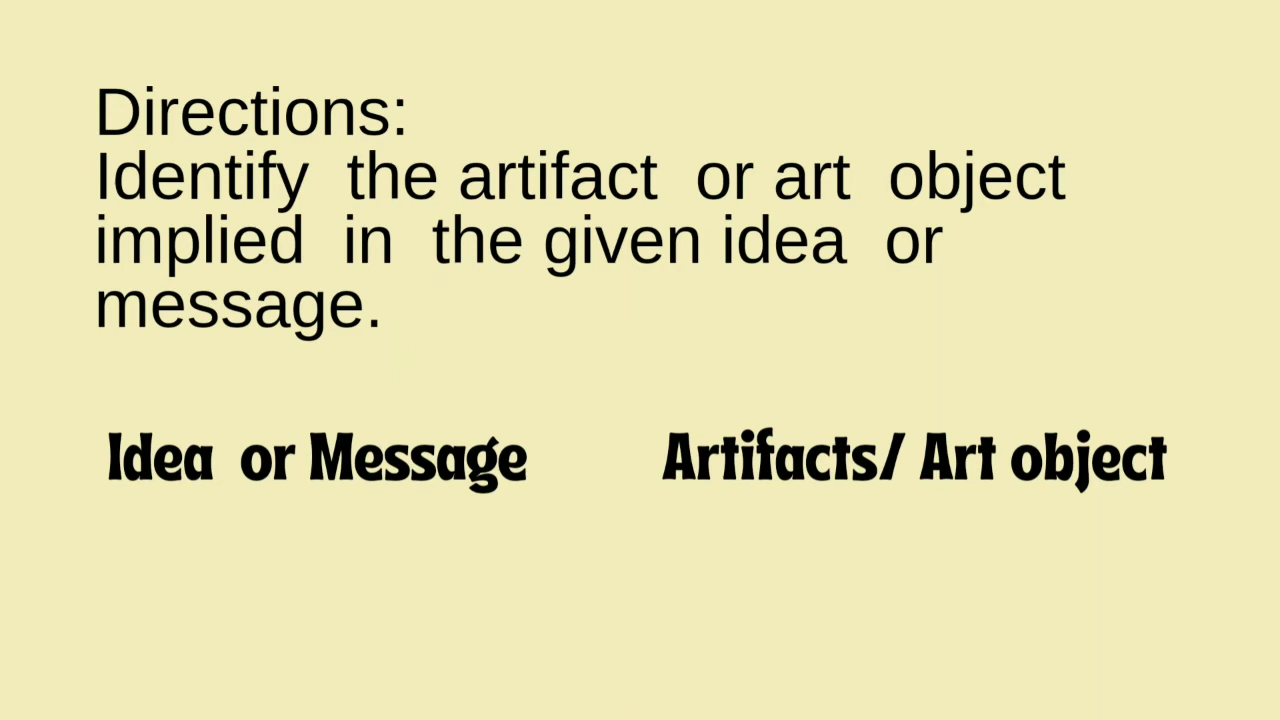 Directions:
Identify the artifact or art object
implied in the given idea or
message.
Idea or Message Artifacts/ Art object